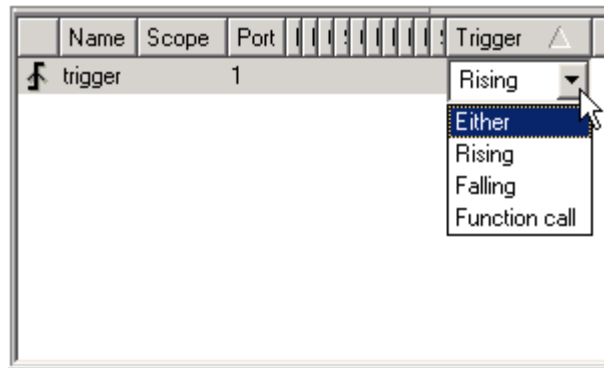 Name Scope Port Trigger
trigger 1 Rising
Either
Rising
Falling
Function call